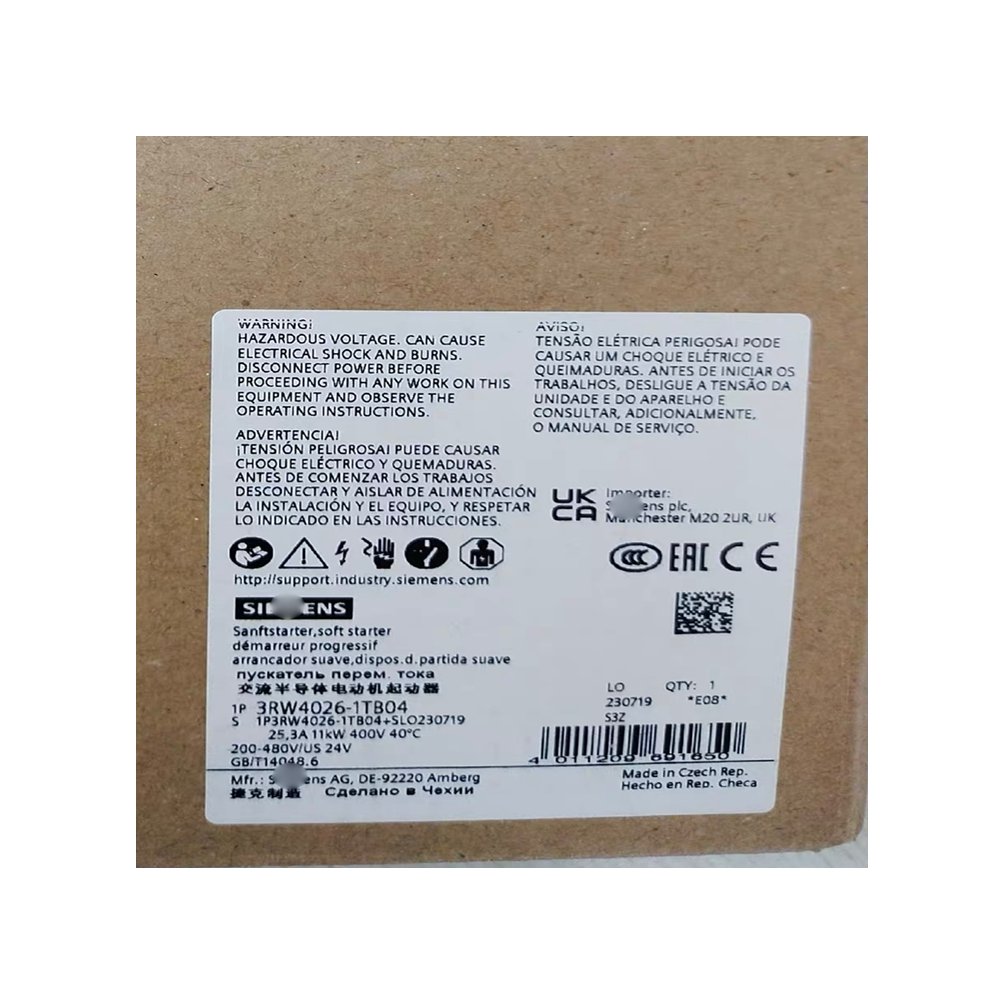 WARNING!
HAZARDOUS VOLTAGE. CAN CAUSE
ELECTRICAL SHOCK AND BURNS.
DISCONNECT POWER BEFORE
PROCEEDING WITH ANY WORK ON THIS
EQUIPMENT AND OBSERVE THE
OPERATING INSTRUCTIONS.
ADVERTENCIA!
¡TENSIÓN PELIGROSA! PUEDE CAUSAR
CHOQUE ELÉCTRICO Y QUEMADURAS.
ANTES DE COMENZAR LOS TRABAJOS
DESCONECTAR Y AISLAR DE ALIMENTACIÓN
LA INSTALACIÓN Y EL EQUIPO, Y RESPETAR
LO INDICADO EN LAS INSTRUCCIONES.
AVISO!
TENSÃO ELÉTRICA PERIGOSA! PODE
CAUSAR UM CHOQUE ELÉTRICO E
QUEIMADURAS. ANTES DE INICIAR OS
TRABALHOS, DESLIGUE A TENSÃO DA
UNIDADE E DO APARELHO E
CONSULTAR, ADICIONALMENTE,
O MANUAL DE SERVIÇO.
UK
CA
Importer:
S ens plc,
Manchester M20 2UR, UK
CCC EAC CE
http://support.industry.siemens.com
SI ENS
Sanftstarter,soft starter
démarreur progressif
arrancador suave,dispos.d.partida suave
пускатель перем. тока
交流半导体电动机起动器
1P 3RW4026-1TB04
S 1P3RW4026-1TB04+SLO230719
25,3A 11kW 400V 40°C
200-480V/US 24V
GB/T14048.6
LO QTY: 1
230719 *E08*
S3Z
4 011209 691650
Mfr.: S ens AG, DE-92220 Amberg
捷克制造 Сделано в Чехии
Made in Czech Rep.
Hecho en Rep. Checa